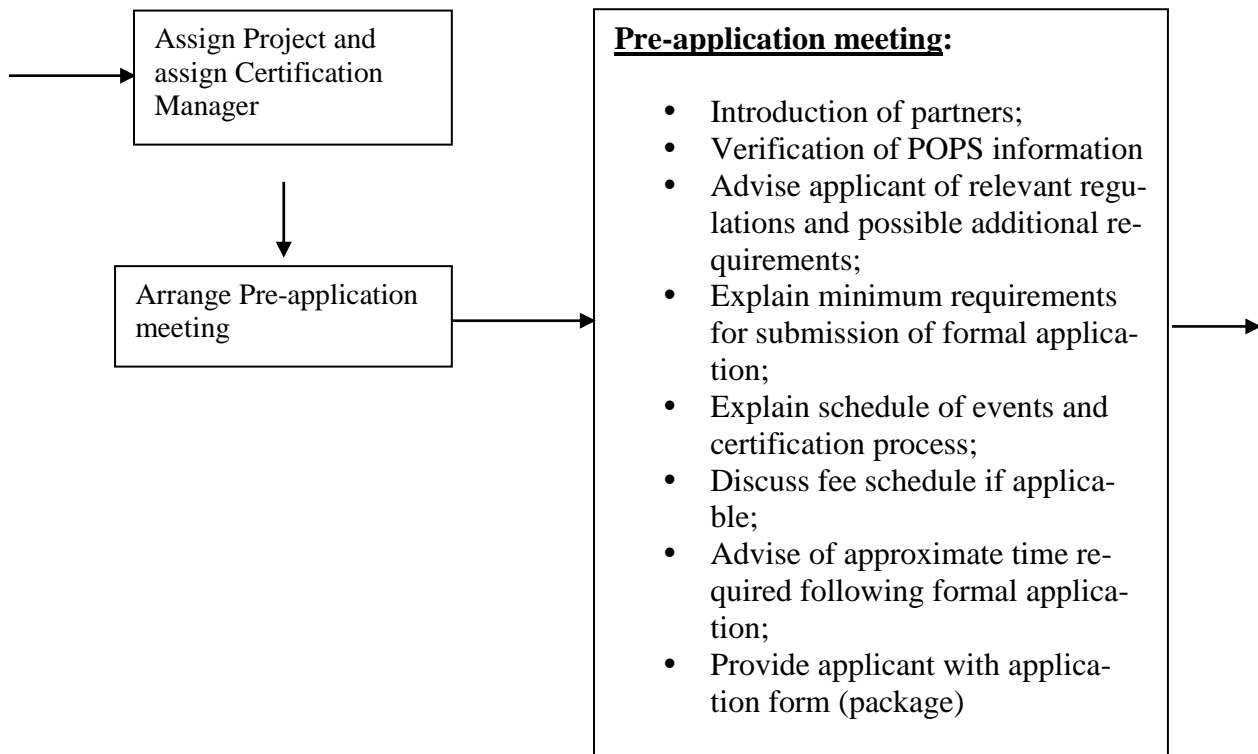 Assign Project and
assign Certification
Manager
Arrange Pre-application
meeting
Pre-application meeting:
• Introduction of partners;
• Verification of POPS information
• Advise applicant of relevant regu-
lations and possible additional re-
quirements;
• Explain minimum requirements
for submission of formal applica-
tion;
• Explain schedule of events and
certification process;
• Discuss fee schedule if applica-
ble;
• Advise of approximate time re-
quired following formal applica-
tion;
• Provide applicant with applica-
tion form (package)